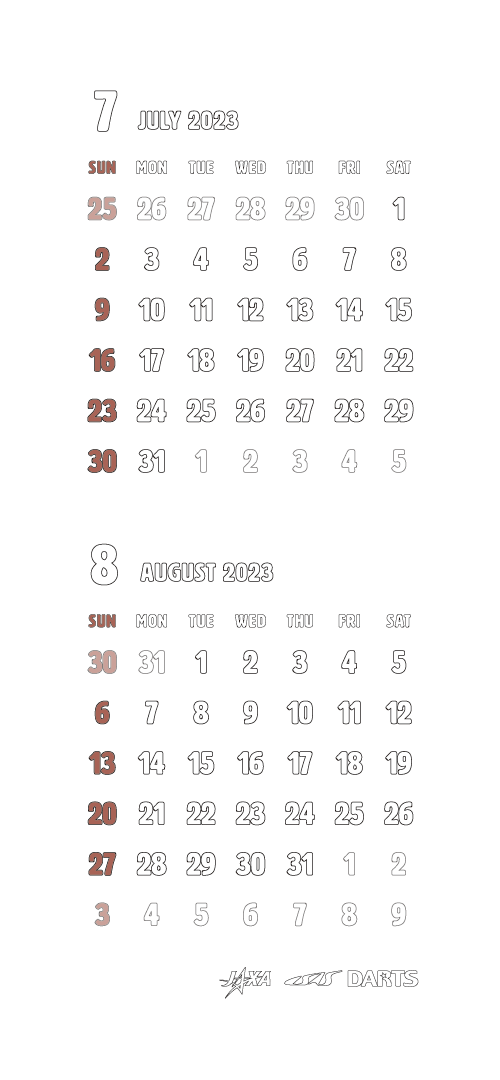 7 JULY 2023
SUN MON TUE WED THU FRI SAT
25 26 27 28 29 30 1
2 3 4 5 6 7 8
9 10 11 12 13 14 15
16 17 18 19 20 21 22
23 24 25 26 27 28 29
30 31 1 2 3 4 5
8 AUGUST 2023
SUN MON TUE WED THU FRI SAT
30 31 1 2 3 4 5
6 7 8 9 10 11 12
13 14 15 16 17 18 19
20 21 22 23 24 25 26
27 28 29 30 31 1 2
3 4 5 6 7 8 9
JAXA ISAS DARTS